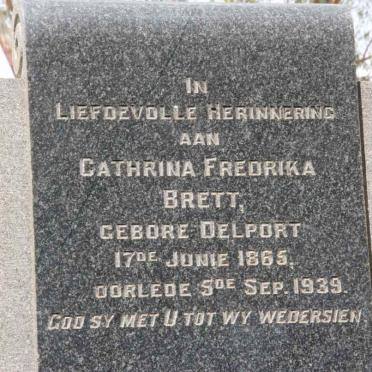 IN
LIEFDEVOLLE HERINNERING
AAN
CATHRINA FREDRIKA
BRETT,
GEBORE DELPORT
17DE JUNIE 1865,
OORLEDE 5DE SEP. 1939.
GOD SY MET U TOT WY WEDERSIEN